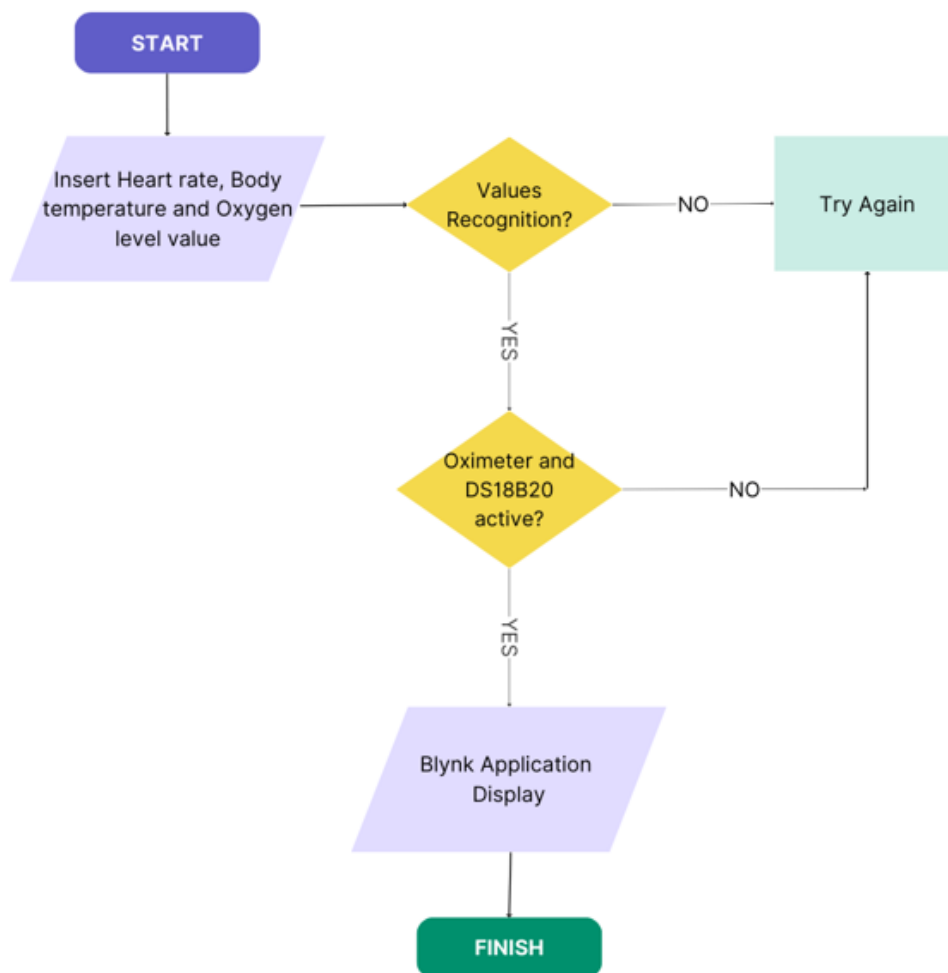 START
Insert Heart rate, Body
temperature and Oxygen
level value
Values
Recognition?
NO
Try Again
YES
Oximeter and
DS18B20
active?
NO
YES
Blynk Application
Display
FINISH